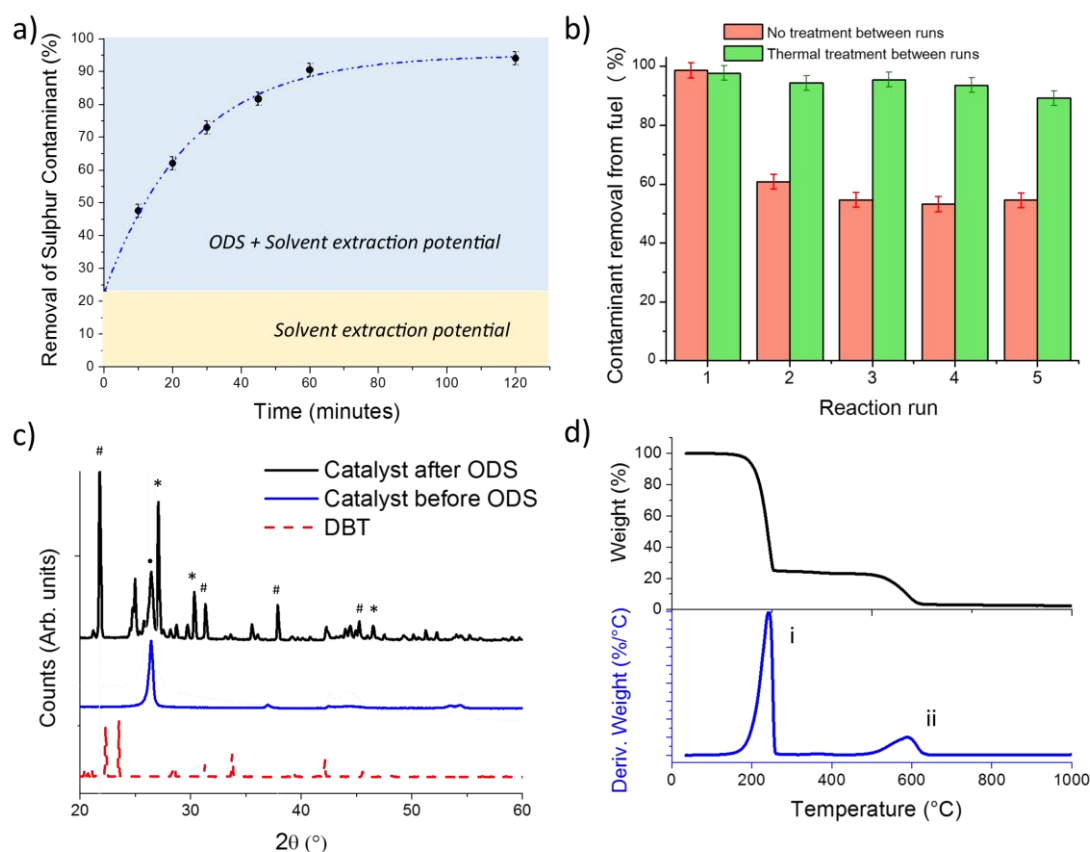 a)
Removal of Sulphur Contaminant (%)
100
90
80
70
60
50
40
30
20
10
0
ODS + Solvent extraction potential
Solvent extraction potential
0 20 40 60 80 100 120
Time (minutes)
b)
No treatment between runs
Thermal treatment between runs
Contaminant removal from fuel ( %)
100
80
60
40
20
0
1 2 3 4 5
Reaction run
c)
Counts (Arb. units)
Catalyst after ODS
Catalyst before ODS
DBT
# • * * # # # *
20 30 40 50 60
2θ (°)
d)
Weight (%)
100
80
60
40
20
0
Deriv. Weight (%/°C)
i
ii
0 200 400 600 800 1000
Temperature (°C)